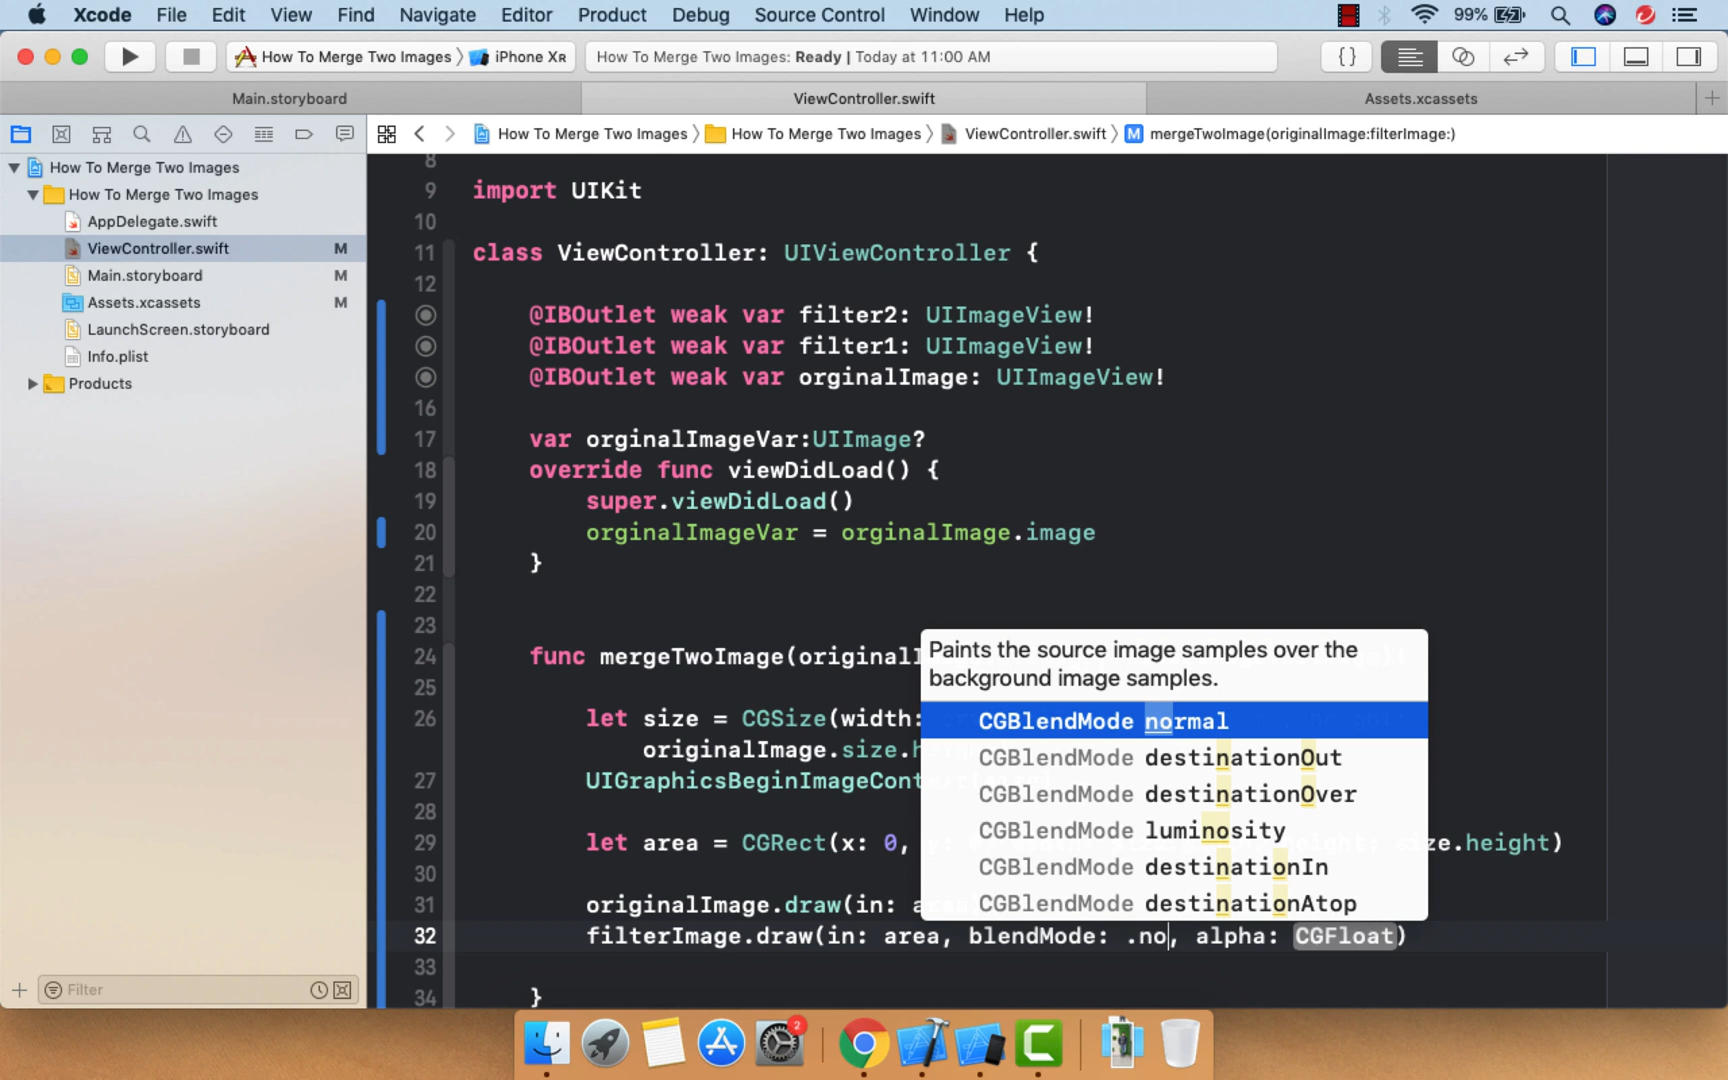 Xcode File Edit View Find Navigate Editor Product Debug Source Control Window Help 99%
How To Merge Two Images iPhone XR How To Merge Two Images: Ready | Today at 11:00 AM { }
Main.storyboard ViewController.swift Assets.xcassets
How To Merge Two Images How To Merge Two Images ViewController.swift M mergeTwoImage(originalImage:filterImage:)
How To Merge Two Images
How To Merge Two Images
AppDelegate.swift
ViewController.swift M
Main.storyboard M
Assets.xcassets M
LaunchScreen.storyboard
Info.plist
Products
Filter
8
9 import UIKit
10
11 class ViewController: UIViewController {
12
@IBOutlet weak var filter2: UIImageView!
@IBOutlet weak var filter1: UIImageView!
@IBOutlet weak var orginalImage: UIImageView!
16
17 var orginalImageVar:UIImage?
18 override func viewDidLoad() {
19 super.viewDidLoad()
20 orginalImageVar = orginalImage.image
21 }
22
23
24 func mergeTwoImage(originalI
25
26 let size = CGSize(width:
originalImage.size.h
27 UIGraphicsBeginImageCont
28
29 let area = CGRect(x: 0, size.height)
30
31 originalImage.draw(in:
32 filterImage.draw(in: area, blendMode: .no, alpha: CGFloat)
33
34 }
Paints the source image samples over the
background image samples.
CGBlendMode normal
CGBlendMode destinationOut
CGBlendMode destinationOver
CGBlendMode luminosity
CGBlendMode destinationIn
CGBlendMode destinationAtop
2